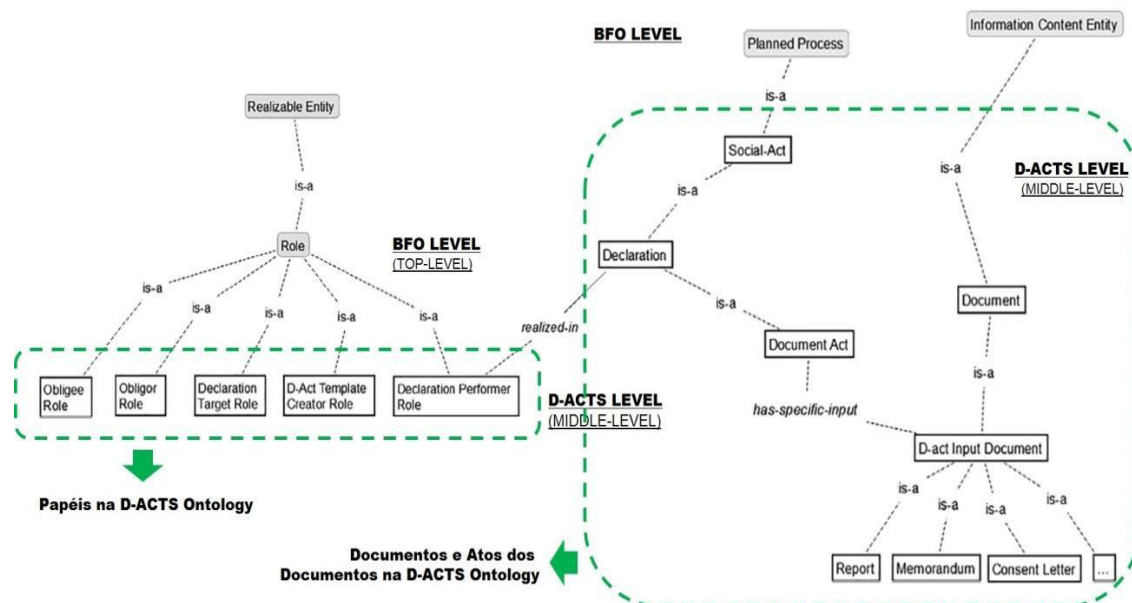 BFO LEVEL
Planned Process
Information Content Entity
is-a
Realizable Entity
Social-Act
is-a
D-ACTS LEVEL
(MIDDLE-LEVEL)
is-a
is-a
Role
BFO LEVEL
(TOP-LEVEL)
Declaration
is-a
is-a
is-a
is-a
is-a
is-a
Document
realized-in
Document Act
is-a
Obligee
Role
Obligor
Role
Declaration
Target Role
D-Act Template
Creator Role
Declaration Performer
Role
D-ACTS LEVEL
(MIDDLE-LEVEL)
has-specific-input
D-act Input Document
is-a
is-a
is-a
is-a
Papéis na D-ACTS Ontology
Documentos e Atos dos
Documentos na D-ACTS Ontology
Report
Memorandum
Consent Letter
...